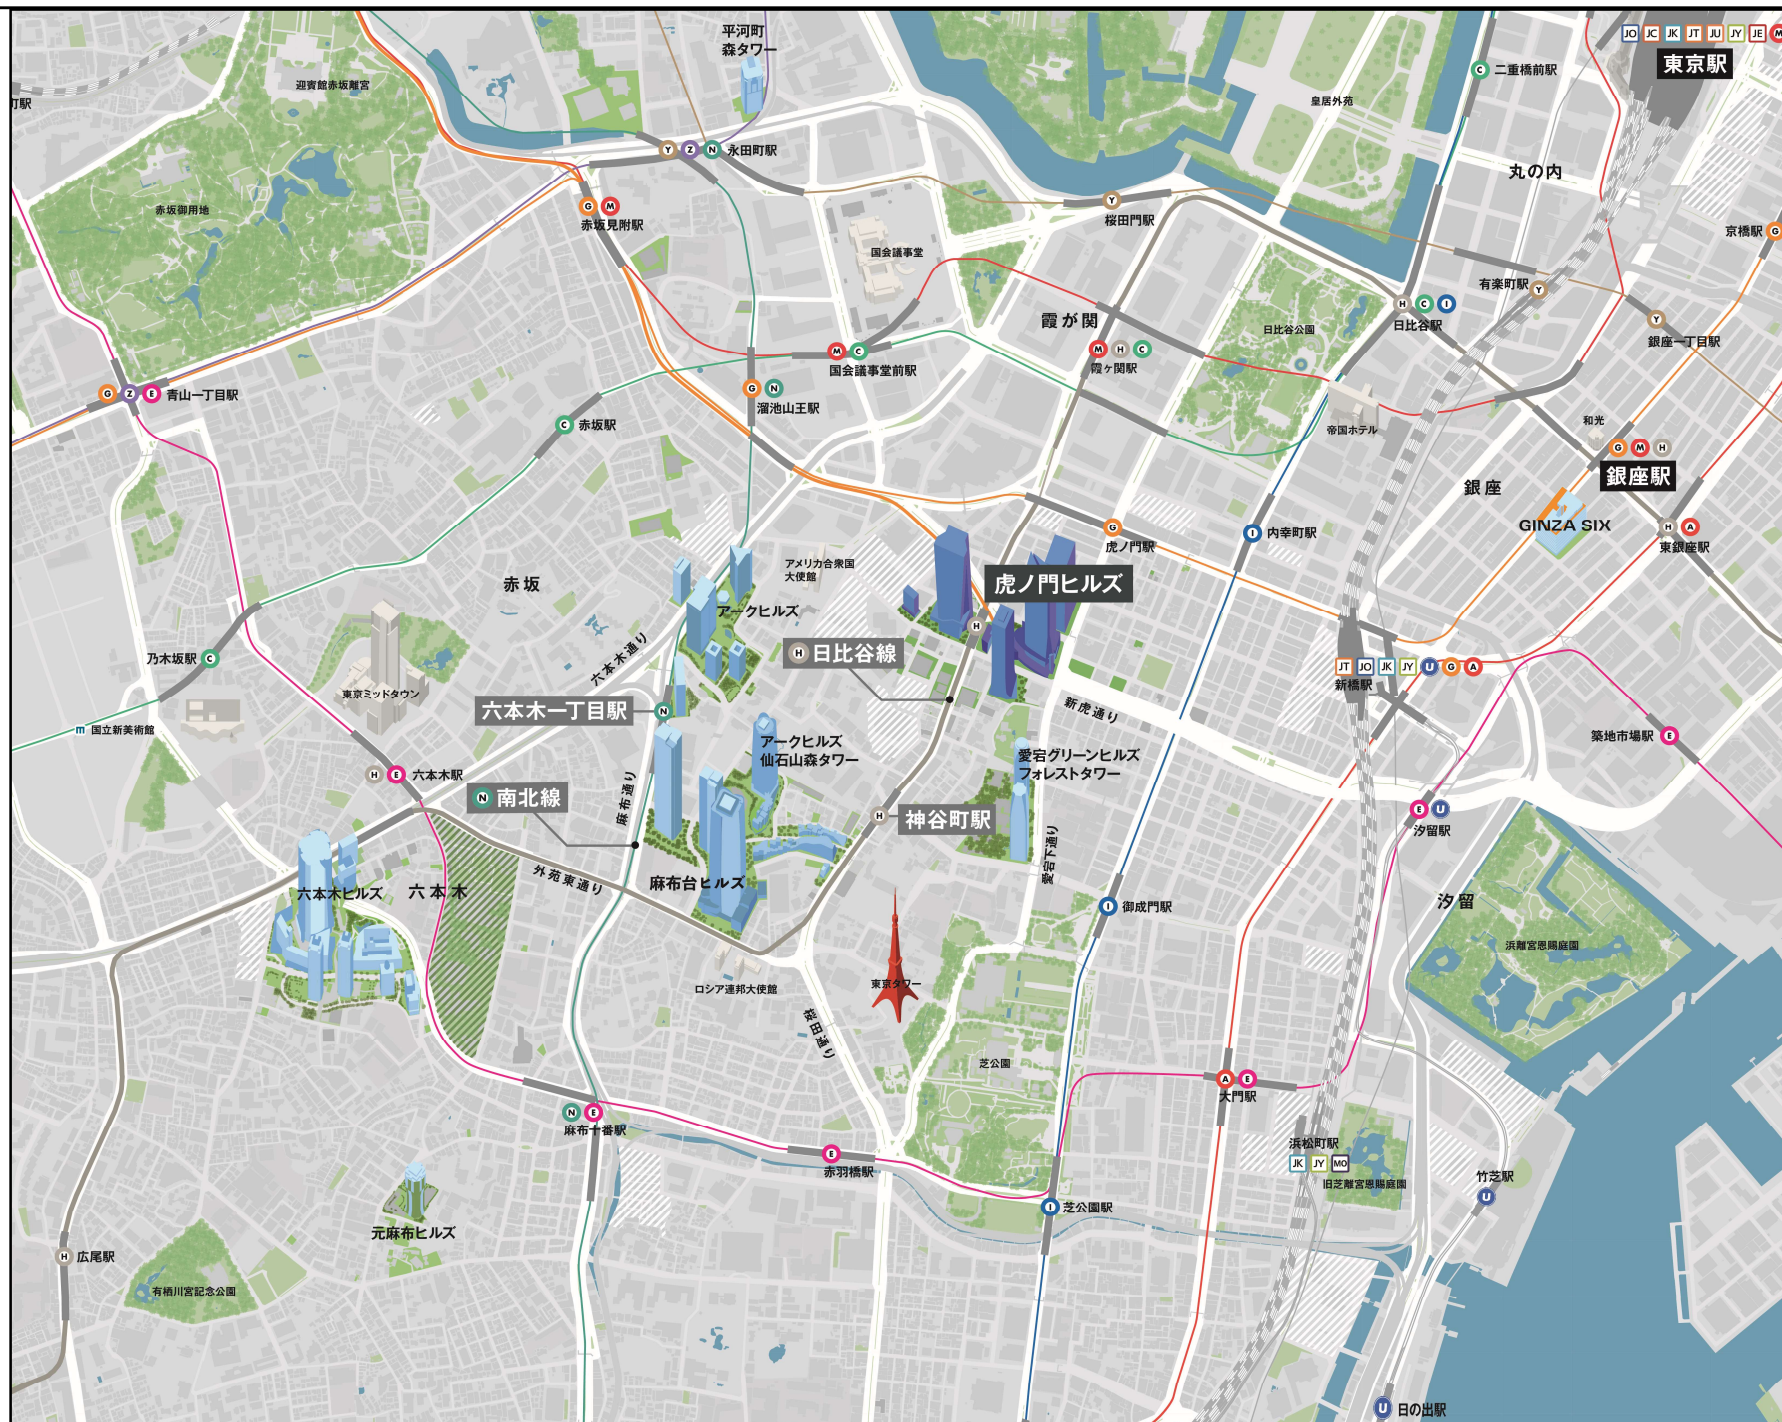 平河町
森タワー
JO JC JK JT JU JY JE M
東京駅
C 二重橋前駅
迎賓館赤坂離宮
町駅
皇居外苑
Y Z N 永田町駅
丸の内
G M
赤坂見附駅
赤坂御用地
Y
桜田門駅
京橋駅 G
国会議事堂
有楽町駅 Y
H C I
日比谷駅
霞が関
日比谷公園
Y
銀座一丁目駅
M C
国会議事堂前駅
M H C
霞ヶ関駅
G Z E 青山一丁目駅
G N
溜池山王駅
C 赤坂駅
帝国ホテル
和光
G M H
銀座駅
銀座
GINZA SIX
H A
東銀座駅
I 内幸町駅
G
虎ノ門駅
アメリカ合衆国
大使館
赤坂
虎ノ門ヒルズ
アークヒルズ
H
H 日比谷線
六本木通り
乃木坂駅 C
JT JO JK JY U G A
新橋駅
東京ミッドタウン
六本木一丁目駅 N
新虎通り
m 国立新美術館
築地市場駅 E
アークヒルズ
仙石山森タワー
愛宕グリーンヒルズ
フォレストタワー
H E 六本木駅
N 南北線
麻布通り
H 神谷町駅
E U
汐留駅
愛宕下通り
外苑東通り
麻布台ヒルズ
六本木ヒルズ
六本木
I 御成門駅
汐留
浜離宮恩賜庭園
東京タワー
ロシア連邦大使館
桜田通り
芝公園
A E
大門駅
N E
麻布十番駅
E
赤羽橋駅
浜松町駅
JK JY MO
旧芝離宮恩賜庭園
竹芝駅
U
I 芝公園駅
元麻布ヒルズ
H 広尾駅
有栖川宮記念公園
U 日の出駅